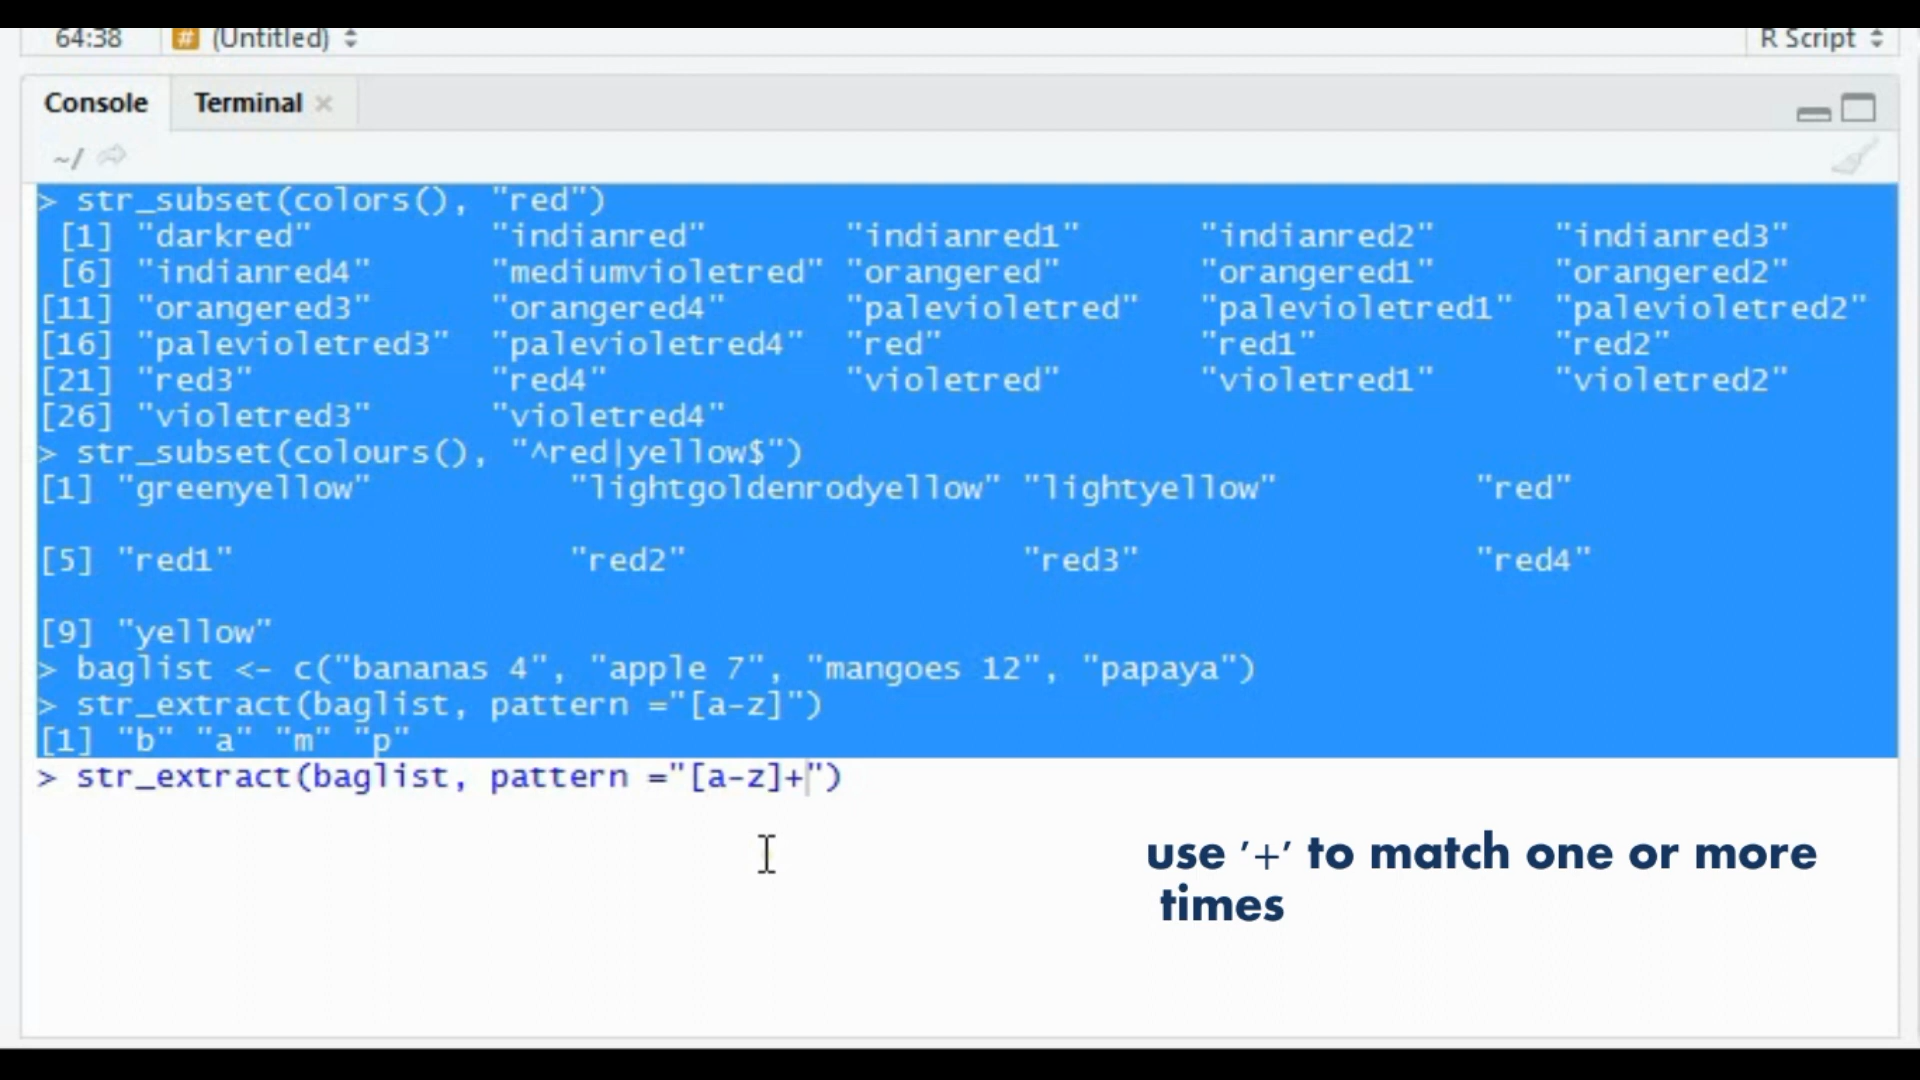 64:38 # (Untitled) R Script
Console Terminal
~/
> str_subset(colors(), "red")
[1] "darkred" "indianred" "indianred1" "indianred2" "indianred3"
[6] "indianred4" "mediumvioletred" "orangered" "orangered1" "orangered2"
[11] "orangered3" "orangered4" "palevioletred" "palevioletred1" "palevioletred2"
[16] "palevioletred3" "palevioletred4" "red" "red1" "red2"
[21] "red3" "red4" "violetred" "violetred1" "violetred2"
[26] "violetred3" "violetred4"
> str_subset(colours(), "^red|yellow$")
[1] "greenyellow" "lightgoldenrodyellow" "lightyellow" "red"
[5] "red1" "red2" "red3" "red4"
[9] "yellow"
> baglist <- c("bananas 4", "apple 7", "mangoes 12", "papaya")
> str_extract(baglist, pattern ="[a-z]")
[1] "b" "a" "m" "p"
> str_extract(baglist, pattern ="[a-z]+")
use '+' to match one or more
times